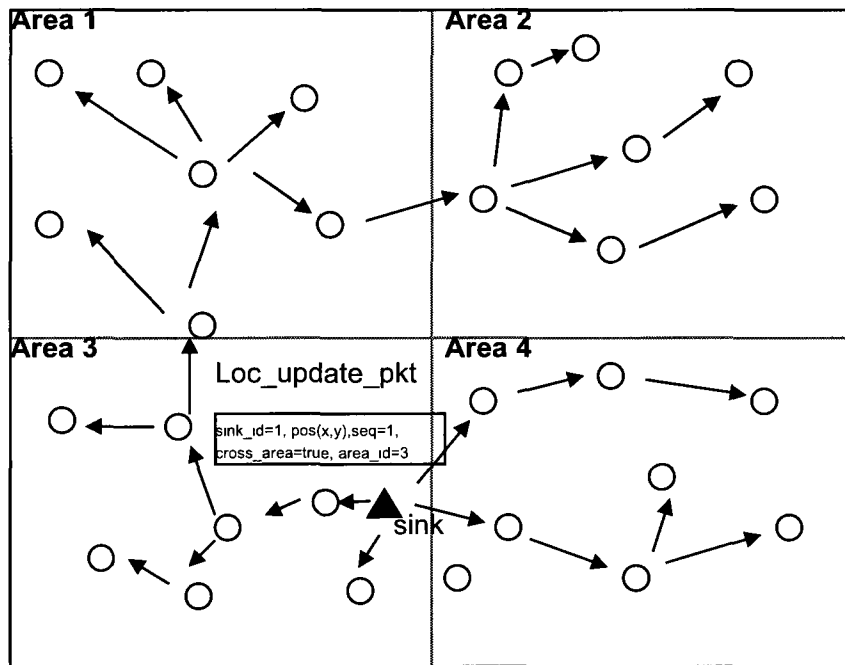 Area 1
Area 2
Area 3
Area 4
Loc_update_pkt
sink_id=1, pos(x,y),seq=1,
cross_area=true, area_id=3
sink